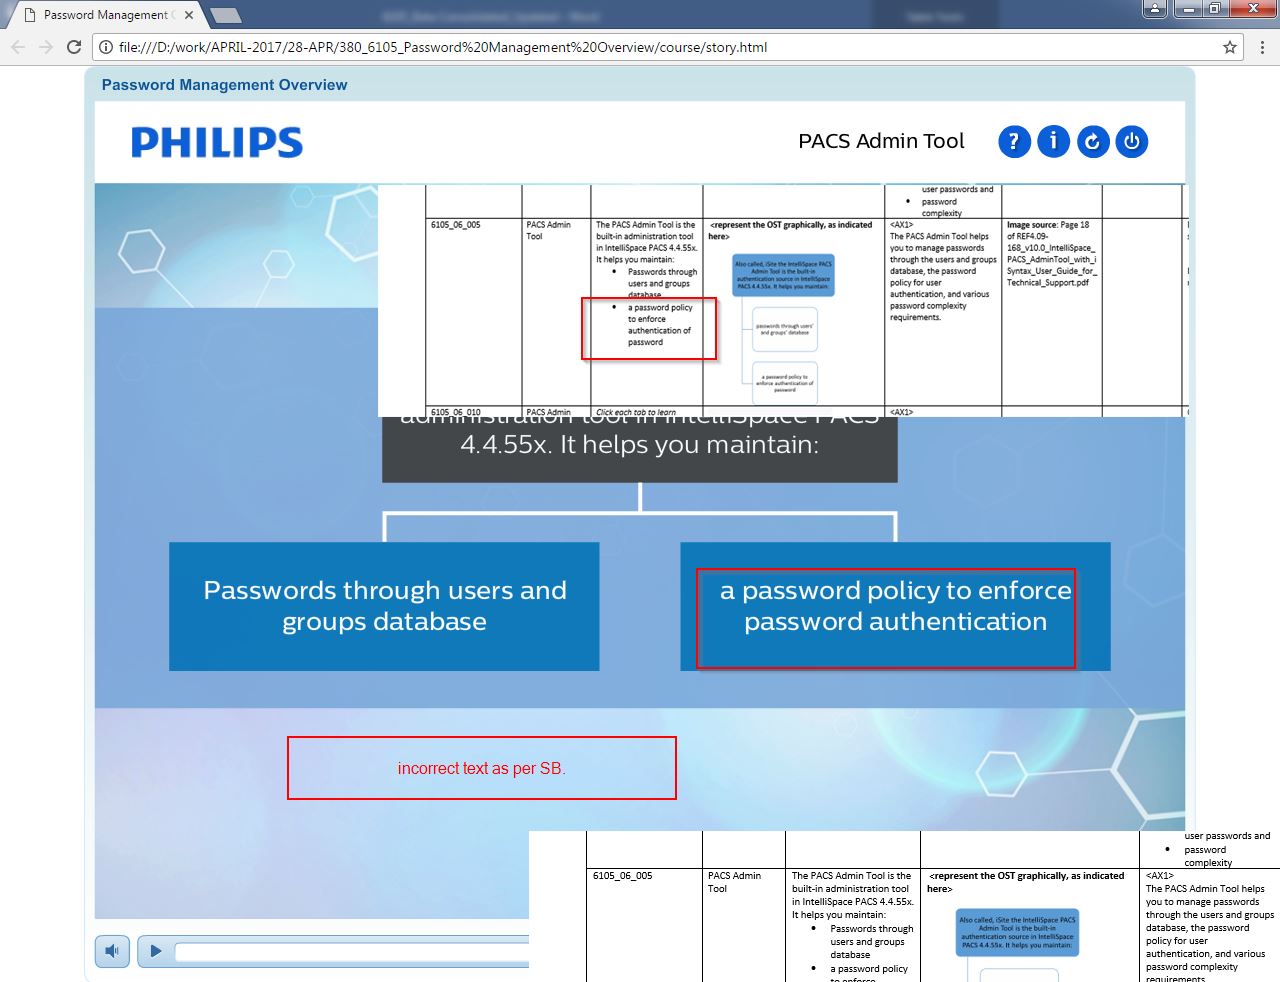 Password Management O
file:///D:/work/APRIL-2017/28-APR/380_6105_Password%20Management%20Overview/course/story.html
Password Management Overview
PHILIPS
PACS Admin Tool
?
i
user passwords and
• password
complexity
6105_06_005
PACS Admin
Tool
The PACS Admin Tool is the
built-in administration tool
in IntelliSpace PACS 4.4.55x.
It helps you maintain:
• Passwords through
users and groups
database
• a password policy
to enforce
authentication of
password
<represent the OST graphically, as indicated
here>
Also called, iSite the IntelliSpace PACS
Admin Tool is the built-in
authentication source in IntelliSpace
PACS 4.4.55x. It helps you maintain:
passwords through users'
and groups' database
a password policy to
enforce authentication of
password
<AX1>
The PACS Admin Tool helps
you to manage passwords
through the users and groups
database, the password
policy for user
authentication, and various
password complexity
requirements.
Image source: Page 18
of REF4.09-
168_v10.0_IntelliSpace_
PACS_AdminTool_with_i
Syntax_User_Guide_for_
Technical_Support.pdf
6105_06_010
PACS Admin
Click each tab to learn
<AX1>
administration tool in IntelliSpace PACS
4.4.55x. It helps you maintain:
Passwords through users and
groups database
a password policy to enforce
password authentication
incorrect text as per SB.
user passwords and
• password
complexity
6105_06_005
PACS Admin
Tool
The PACS Admin Tool is the
built-in administration tool
in IntelliSpace PACS 4.4.55x.
It helps you maintain:
• Passwords through
users and groups
database
• a password policy
to enforce
<represent the OST graphically, as indicated
here>
Also called, iSite the IntelliSpace PACS
Admin Tool is the built-in
authentication source in IntelliSpace
PACS 4.4.55x. It helps you maintain:
<AX1>
The PACS Admin Tool helps
you to manage passwords
through the users and groups
database, the password
policy for user
authentication, and various
password complexity
requirements.